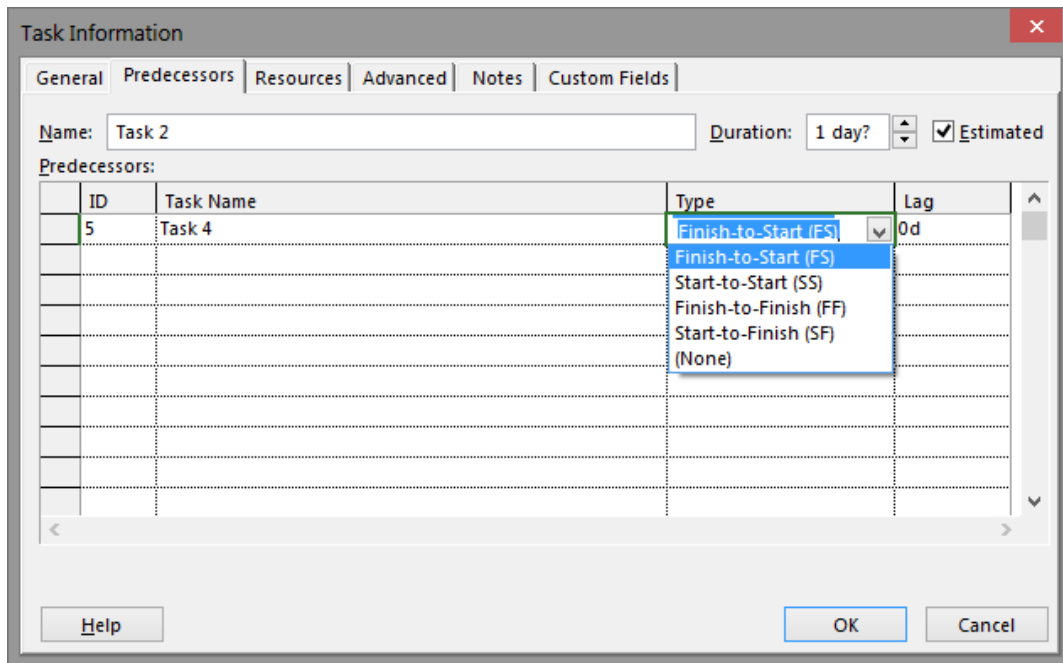 Task Information
General Predecessors Resources Advanced Notes Custom Fields
Name: Task 2 Duration: 1 day? Estimated
Predecessors:
ID Task Name Type Lag
5 Task 4 Finish-to-Start (FS) 0d
Finish-to-Start (FS)
Start-to-Start (SS)
Finish-to-Finish (FF)
Start-to-Finish (SF)
(None)
Help OK Cancel